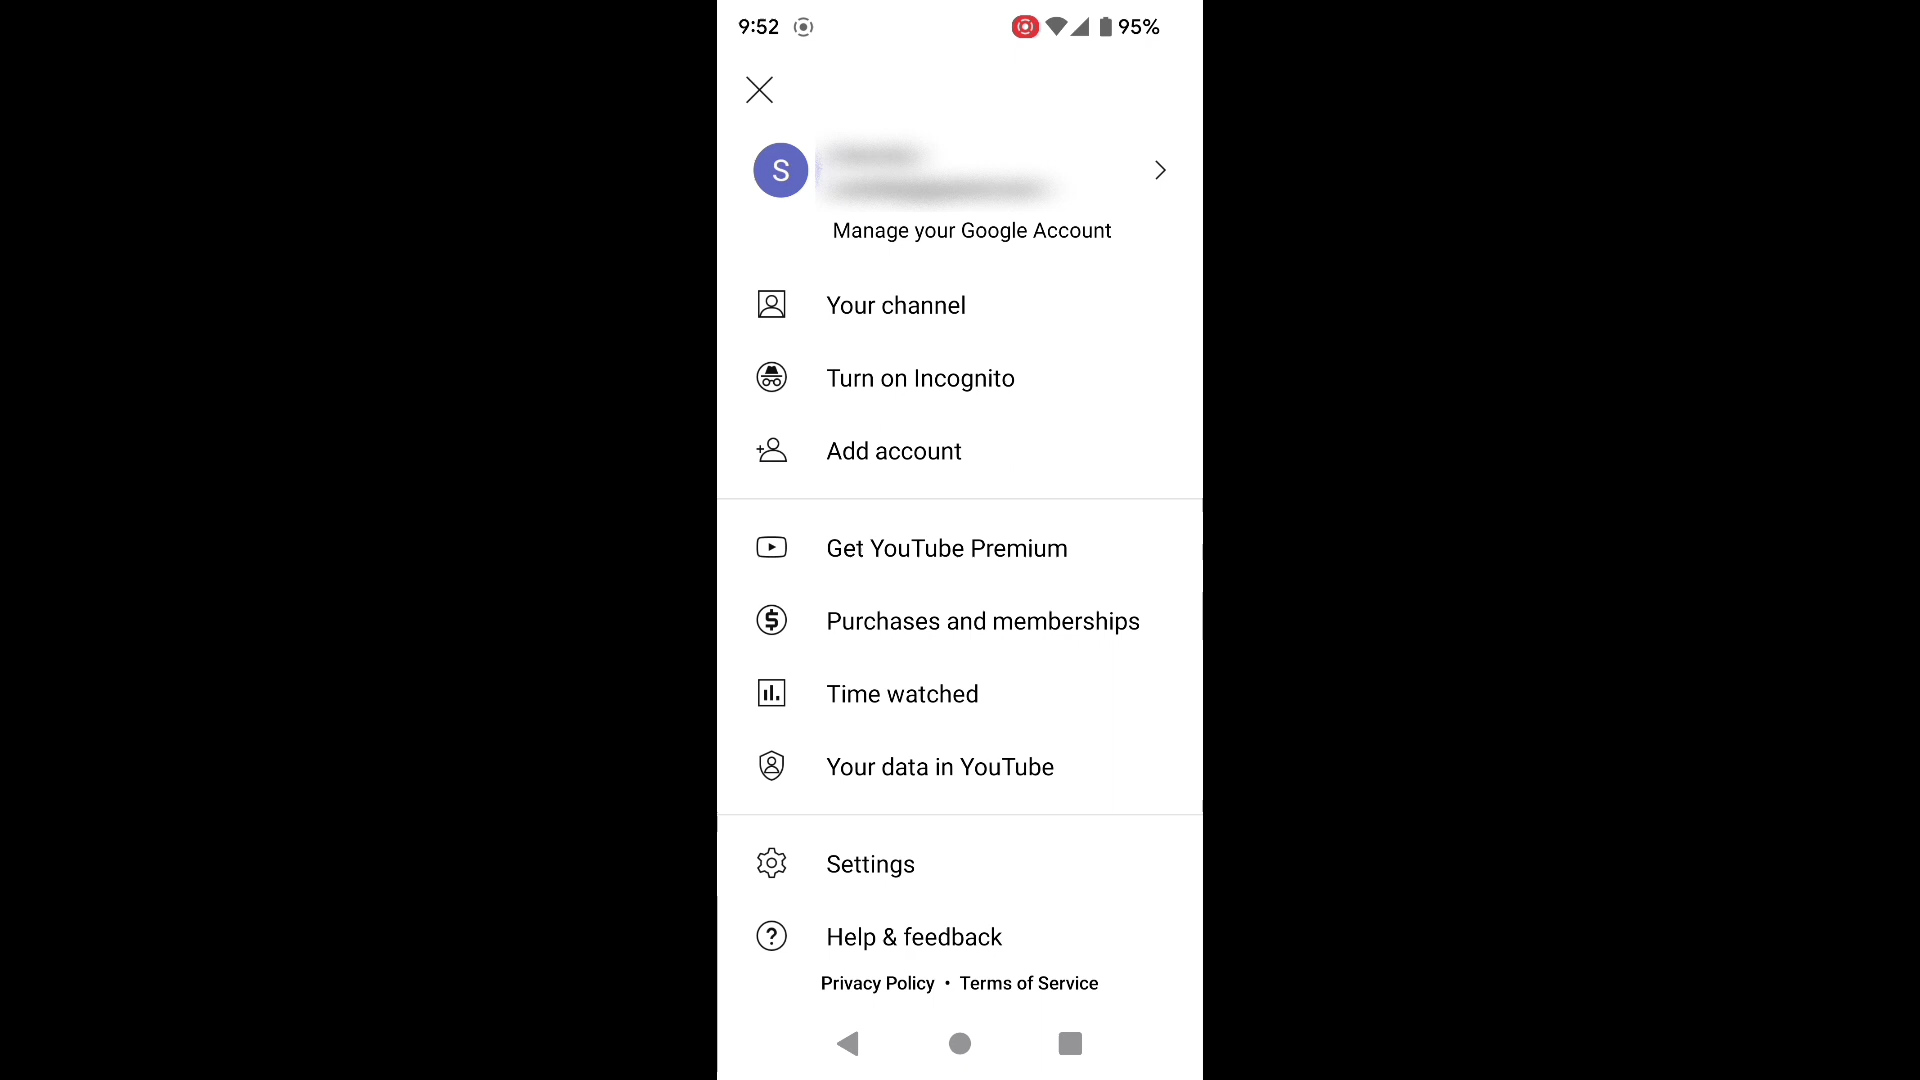 9:52 95%
S
Manage your Google Account
Your channel
Turn on Incognito
Add account
Get YouTube Premium
Purchases and memberships
Time watched
Your data in YouTube
Settings
Help & feedback
Privacy Policy • Terms of Service